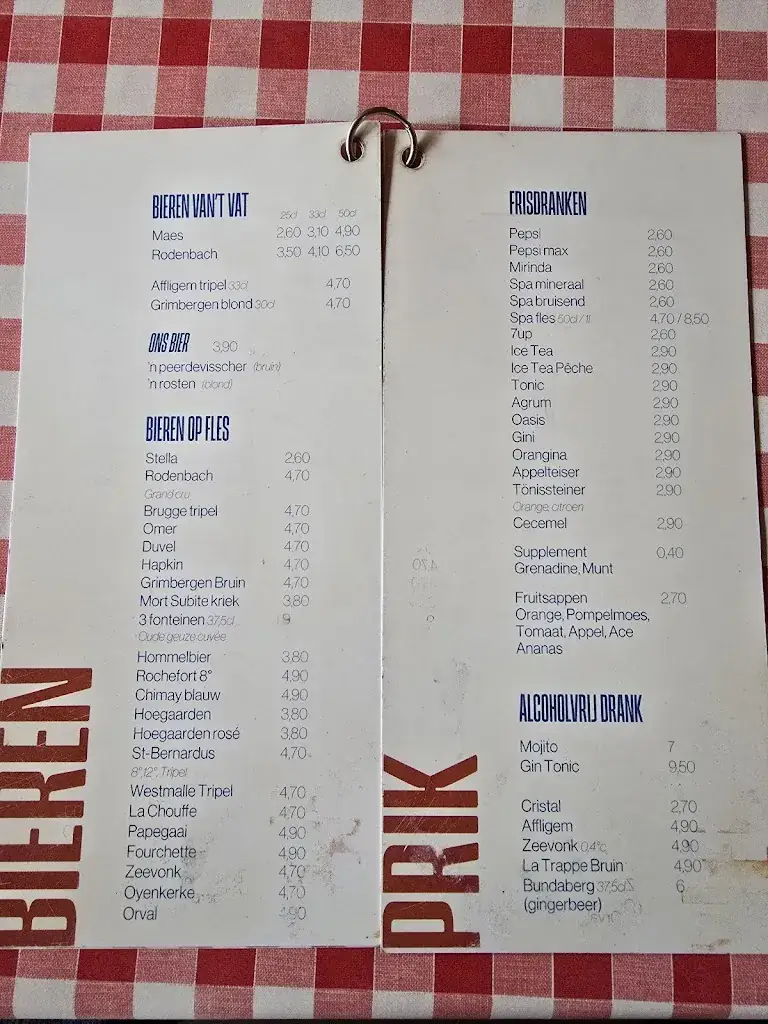 BIEREN VAN'T VAT 25cl 33cl 50cl
Maes 2,60 3,10 4,90
Rodenbach 3,50 4,10 6,50
Affligem tripel 33cl 4,70
Grimbergen blond 30cl 4,70
ONS BIER 3,90
'n peerdevisscher (bruin)
'n rosten (blond)
BIEREN OP FLES
Stella 2,60
Rodenbach 4,70
Grand cru
Brugge tripel 4,70
Omer 4,70
Duvel 4,70
Hapkin 4,70
Grimbergen Bruin 4,70
Mort Subite kriek 3,80
3 fonteinen 37,5cl 9
Oude geuze cuvée
Hommelbier 3,80
Rochefort 8° 4,90
Chimay blauw 4,90
Hoegaarden 3,80
Hoegaarden rosé 3,80
St-Bernardus 4,70
8°,12°, Tripel
Westmalle Tripel 4,70
La Chouffe 4,70
Papegaai 4,90
Fourchette 4,90
Zeevonk 4,70
Oyenkerke 4,70
Orval 4,90
BIEREN
FRISDRANKEN
Pepsi 2,60
Pepsi max 2,60
Mirinda 2,60
Spa mineraal 2,60
Spa bruisend 2,60
Spa fles 50cl / 1l 4,70 / 8,50
7up 2,60
Ice Tea 2,90
Ice Tea Pêche 2,90
Tonic 2,90
Agrum 2,90
Oasis 2,90
Gini 2,90
Orangina 2,90
Appelteiser 2,90
Tönissteiner 2,90
Orange, citroen
Cecemel 2,90
Supplement 0,40
Grenadine, Munt
Fruitsappen 2,70
Orange, Pompelmoes,
Tomaat, Appel, Ace
Ananas
ALCOHOLVRIJ DRANK
Mojito 7
Gin Tonic 9,50
Cristal 2,70
Affligem 4,90
Zeevonk 0,4°c 4,90
La Trappe Bruin 4,90
Bundaberg 37,5cl 6
(gingerbeer)
PRIK